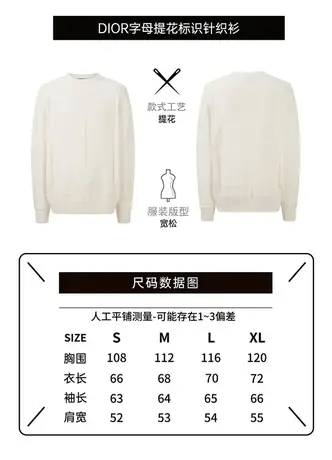 DIOR字母提花标识针织衫
款式工艺
提花
服装版型
宽松
尺码数据图
人工平铺测量-可能存在1~3偏差
SIZE S M L XL
胸围 108 112 116 120
衣长 66 68 70 72
袖长 63 64 65 66
肩宽 52 53 54 55